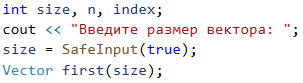 int size, n, index;
cout << "Введите размер вектора: ";
size = SafeInput(true);
Vector first(size);